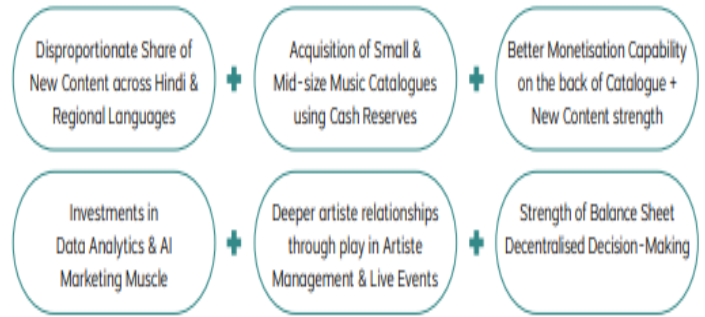 Disproportionate Share of
New Content across Hindi &
Regional Languages
+
Acquisition of Small &
Mid-size Music Catalogues
using Cash Reserves
+
Better Monetisation Capability
on the back of Catalogue +
New Content strength
Investments in
Data Analytics & AI
Marketing Muscle
+
Deeper artiste relationships
through play in Artiste
Management & Live Events
+
Strength of Balance Sheet
Decentralised Decision-Making